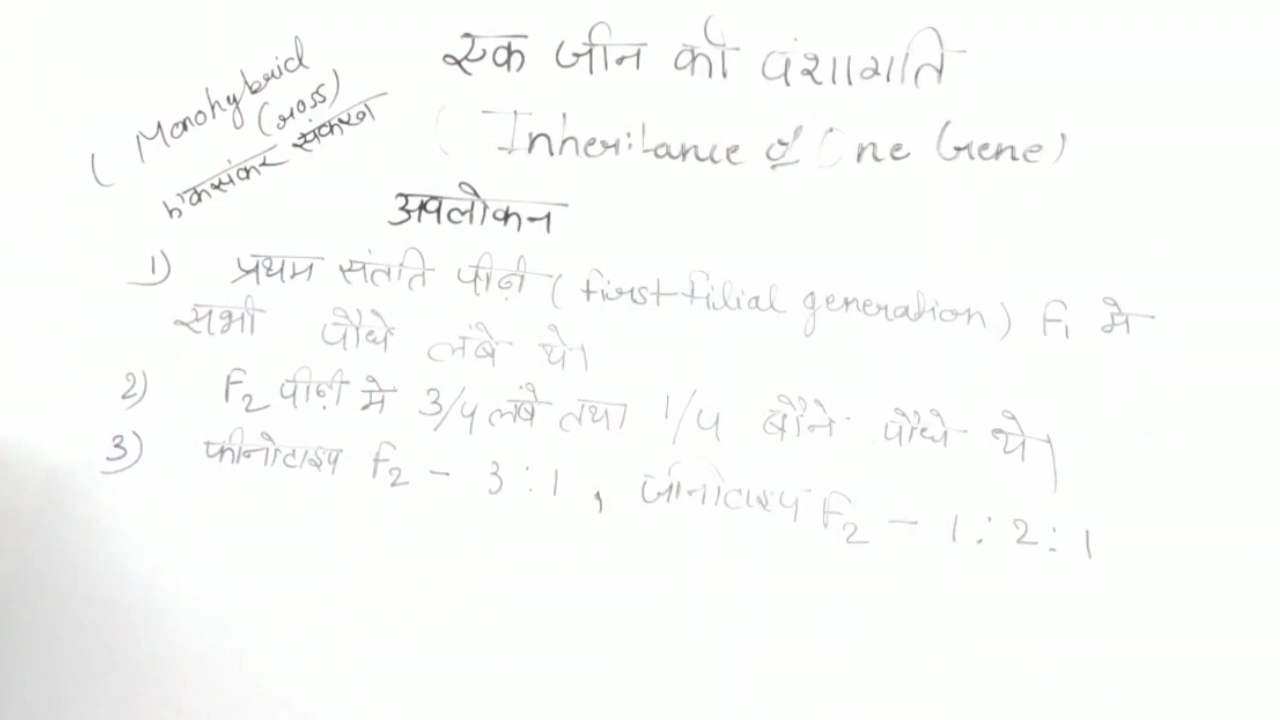 एक जीन की वंशागति
( Inheritance of One Gene)
( Monohybrid
Cross)
एकसंकर संकरण
अवलोकन
1) प्रथम संतति पीढ़ी ( first filial generation) F₁ मे
सभी पौधे लंबे थे।
2) F₂ पीढ़ी मे 3/4 लंबे तथा 1/4 बौने पौधे थे।
3) फीनोटाइप F₂ - 3 : 1 , जीनोटाइप F₂ - 1 : 2 : 1